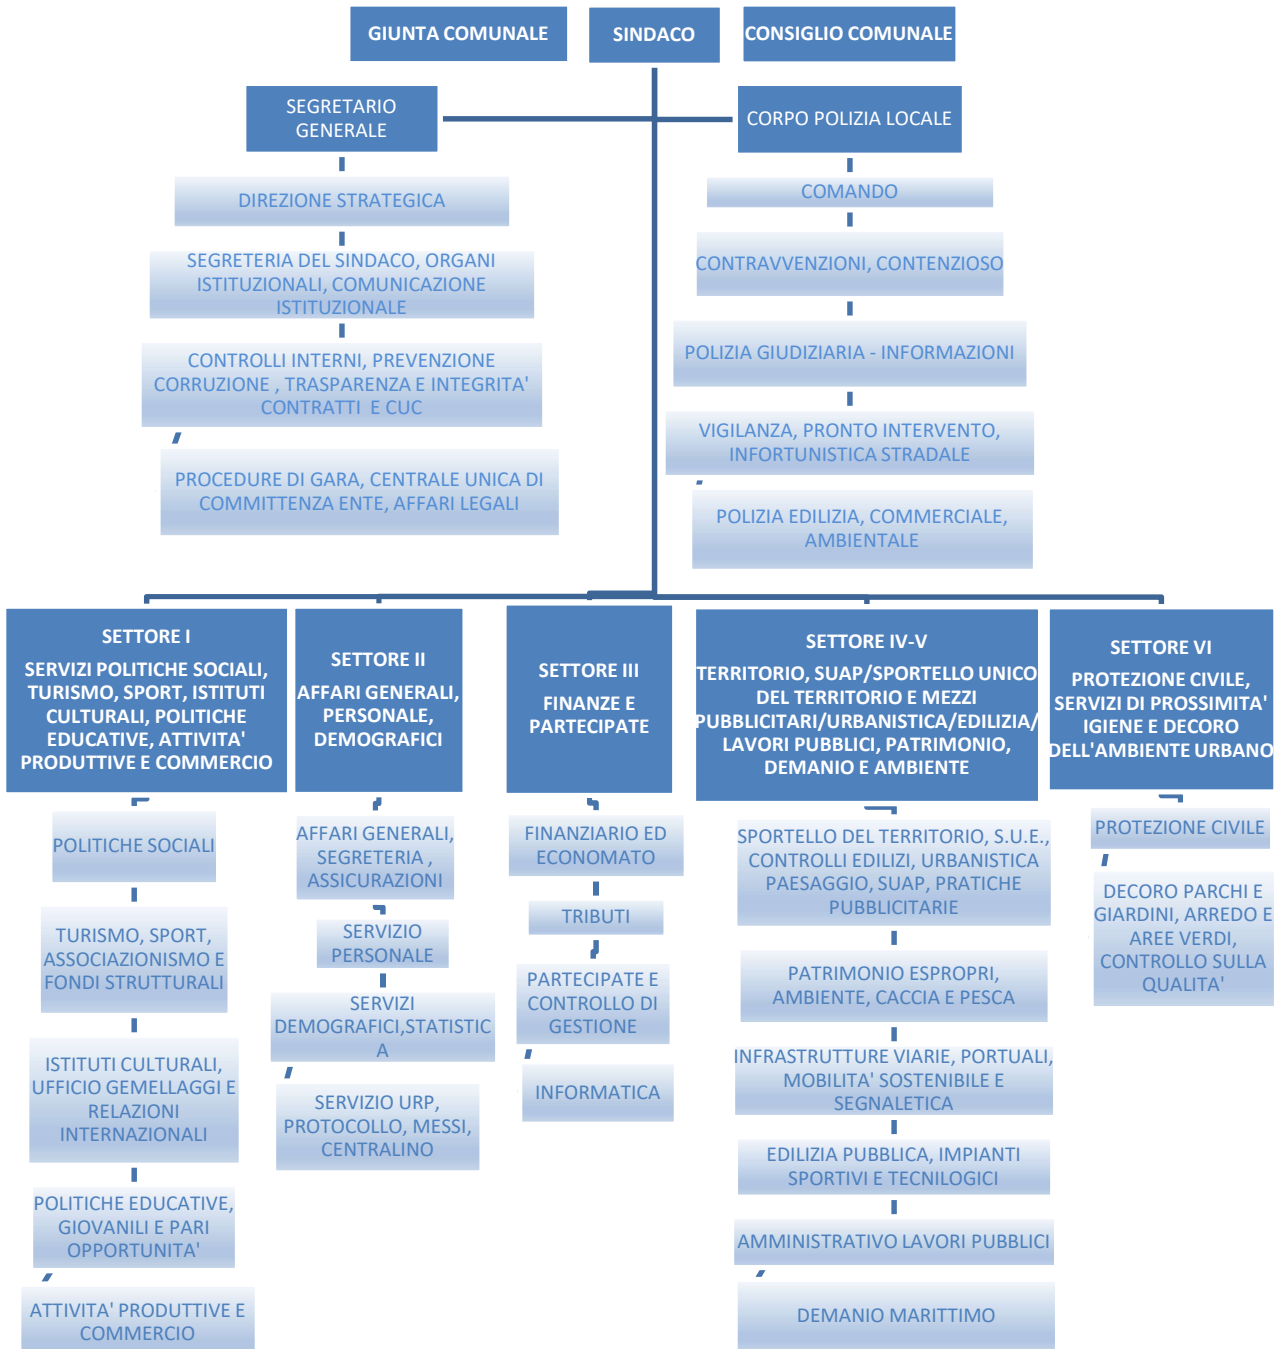 GIUNTA COMUNALE
SINDACO
CONSIGLIO COMUNALE
SEGRETARIO
GENERALE
CORPO POLIZIA LOCALE
DIREZIONE STRATEGICA
SEGRETERIA DEL SINDACO, ORGANI
ISTITUZIONALI, COMUNICAZIONE
ISTITUZIONALE
CONTROLLI INTERNI, PREVENZIONE
CORRUZIONE , TRASPARENZA E INTEGRITA'
CONTRATTI E CUC
PROCEDURE DI GARA, CENTRALE UNICA DI
COMMITTENZA ENTE, AFFARI LEGALI
COMANDO
CONTRAVVENZIONI, CONTENZIOSO
POLIZIA GIUDIZIARIA - INFORMAZIONI
VIGILANZA, PRONTO INTERVENTO,
INFORTUNISTICA STRADALE
POLIZIA EDILIZIA, COMMERCIALE,
AMBIENTALE
SETTORE I
SERVIZI POLITICHE SOCIALI,
TURISMO, SPORT, ISTITUTI
CULTURALI, POLITICHE
EDUCATIVE, ATTIVITA'
PRODUTTIVE E COMMERCIO
POLITICHE SOCIALI
TURISMO, SPORT,
ASSOCIAZIONISMO E
FONDI STRUTTURALI
ISTITUTI CULTURALI,
UFFICIO GEMELLAGGI E
RELAZIONI
INTERNAZIONALI
POLITICHE EDUCATIVE,
GIOVANILI E PARI
OPPORTUNITA'
ATTIVITA' PRODUTTIVE E
COMMERCIO
SETTORE II
AFFARI GENERALI,
PERSONALE,
DEMOGRAFICI
AFFARI GENERALI,
SEGRETERIA ,
ASSICURAZIONI
SERVIZIO
PERSONALE
SERVIZI
DEMOGRAFICI,STATISTIC
A
SERVIZIO URP,
PROTOCOLLO, MESSI,
CENTRALINO
SETTORE III
FINANZE E
PARTECIPATE
FINANZIARIO ED
ECONOMATO
TRIBUTI
PARTECIPATE E
CONTROLLO DI
GESTIONE
INFORMATICA
SETTORE IV-V
TERRITORIO, SUAP/SPORTELLO UNICO
DEL TERRITORIO E MEZZI
PUBBLICITARI/URBANISTICA/EDILIZIA/
LAVORI PUBBLICI, PATRIMONIO,
DEMANIO E AMBIENTE
SPORTELLO DEL TERRITORIO, S.U.E.,
CONTROLLI EDILIZI, URBANISTICA
PAESAGGIO, SUAP, PRATICHE
PUBBLICITARIE
PATRIMONIO ESPROPRI,
AMBIENTE, CACCIA E PESCA
INFRASTRUTTURE VIARIE, PORTUALI,
MOBILITA' SOSTENIBILE E
SEGNALETICA
EDILIZIA PUBBLICA, IMPIANTI
SPORTIVI E TECNILOGICI
AMMINISTRATIVO LAVORI PUBBLICI
DEMANIO MARITTIMO
SETTORE VI
PROTEZIONE CIVILE,
SERVIZI DI PROSSIMITA'
IGIENE E DECORO
DELL'AMBIENTE URBANO
PROTEZIONE CIVILE
DECORO PARCHI E
GIARDINI, ARREDO E
AREE VERDI,
CONTROLLO SULLA
QUALITA'